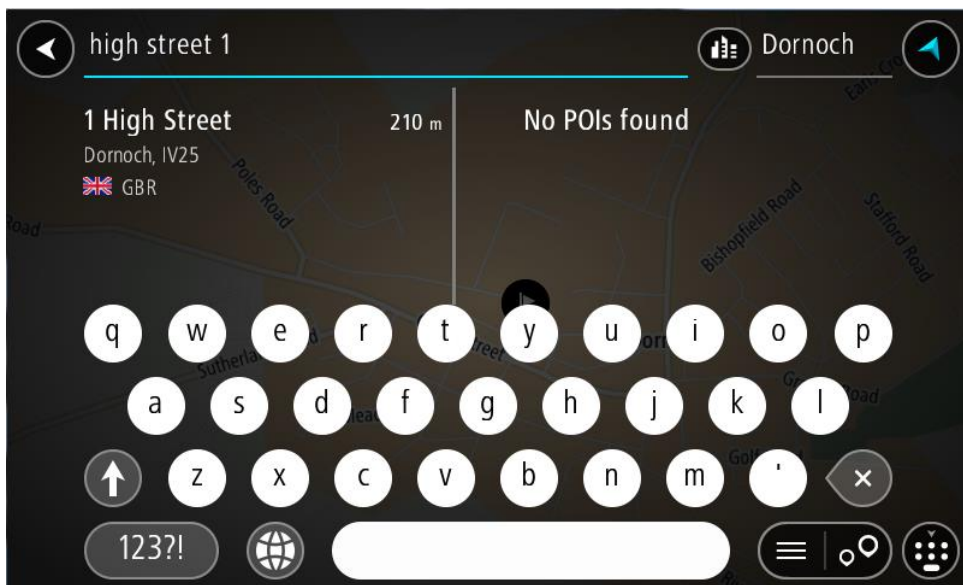 high street 1
Dornoch
1 High Street
210 m
No POIs found
Dornoch, IV25
GBR
Poles Road
Bishopfield Road
Stafford Road
Road
q w e r t y u i o p
a s d f g h j k l
z x c v b n m '
123?!